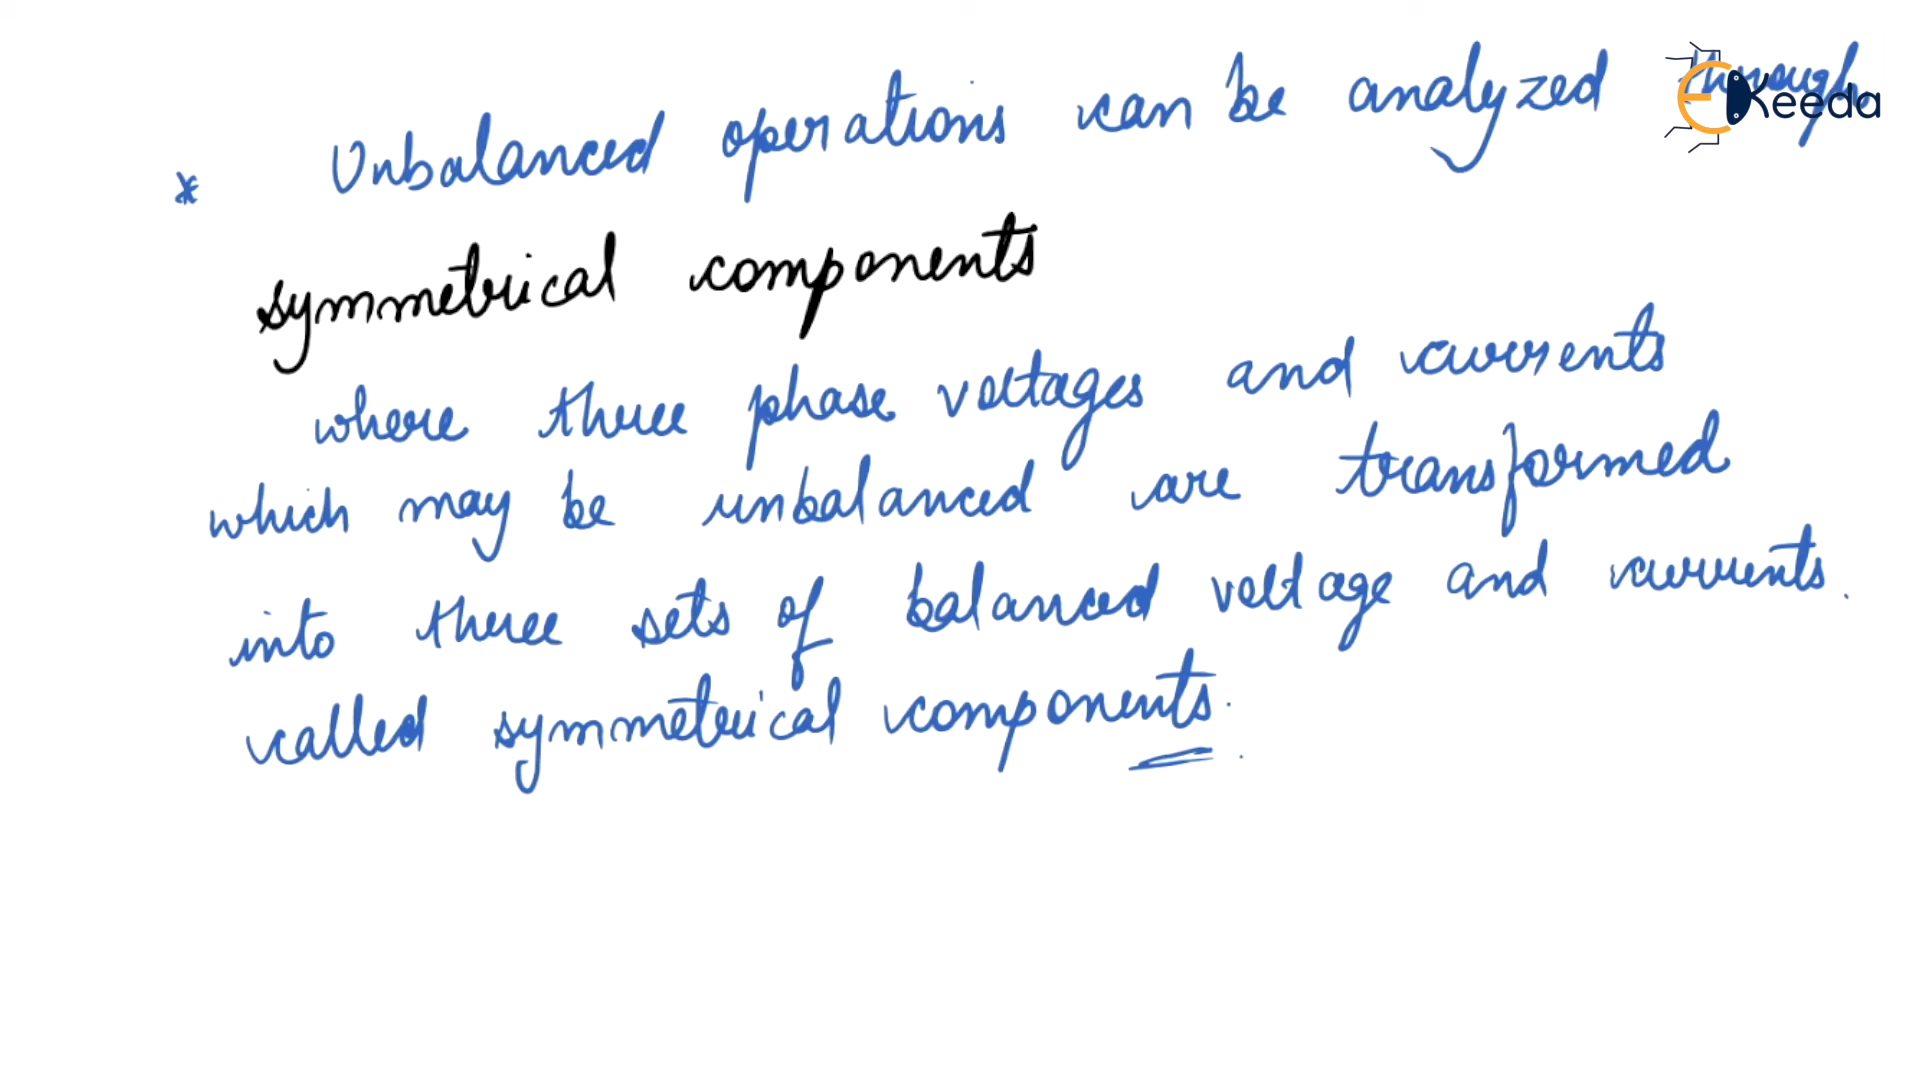 * Unbalanced operations can be analyzed through
EKeeda
symmetrical components
where three phase voltages and currents
which may be unbalanced are transformed
into three sets of balanced voltage and currents.
called symmetrical components.